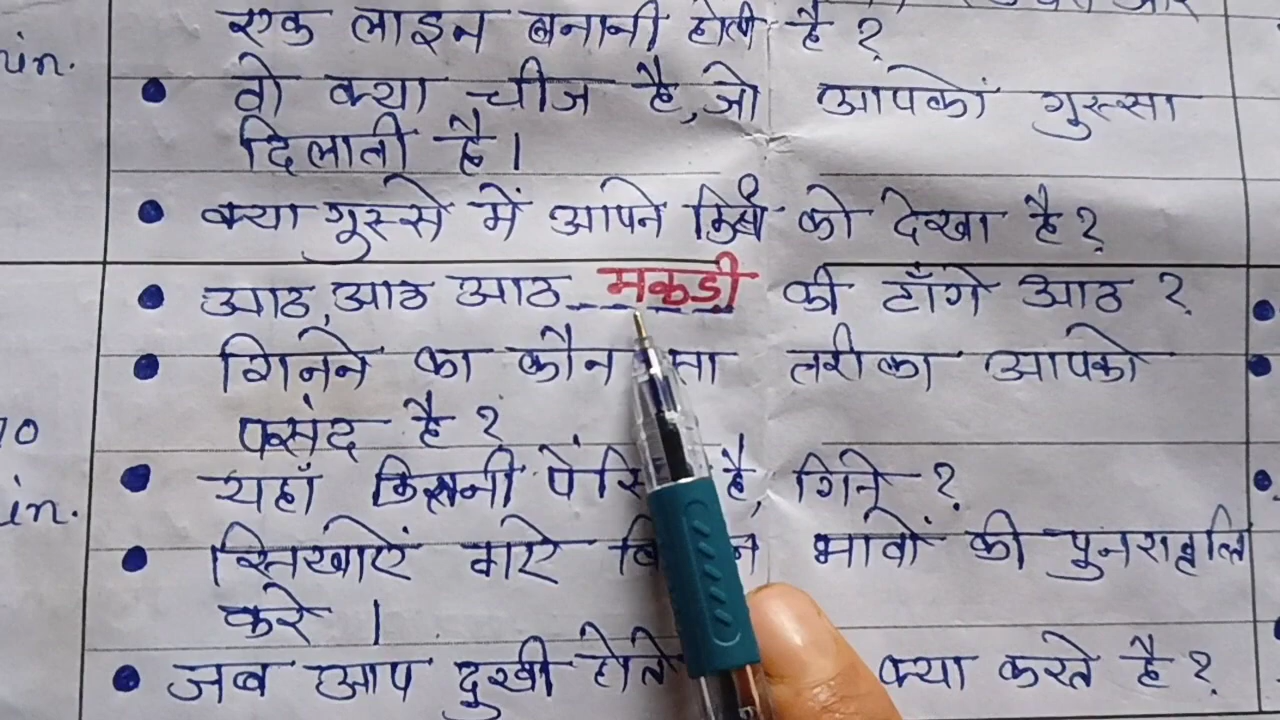 एक लाइन बनानी होती है ?
in.
• वो क्या चीज है, जो आपको गुस्सा
दिलाती है।
• क्या गुस्से में आपने किसी को देखा है?
• आठ, आठ आठ मकडी की टाँगे आठ ?
• गिनने का कौन सा तरीका आपको
पसंद है ?
10
• यहाँ कितनी है, गिने ?
in.
• सिखाऐं गऐ भावों की पुनरावृत्ति
करे ।
• जब आप दुखी होते क्या करते है?